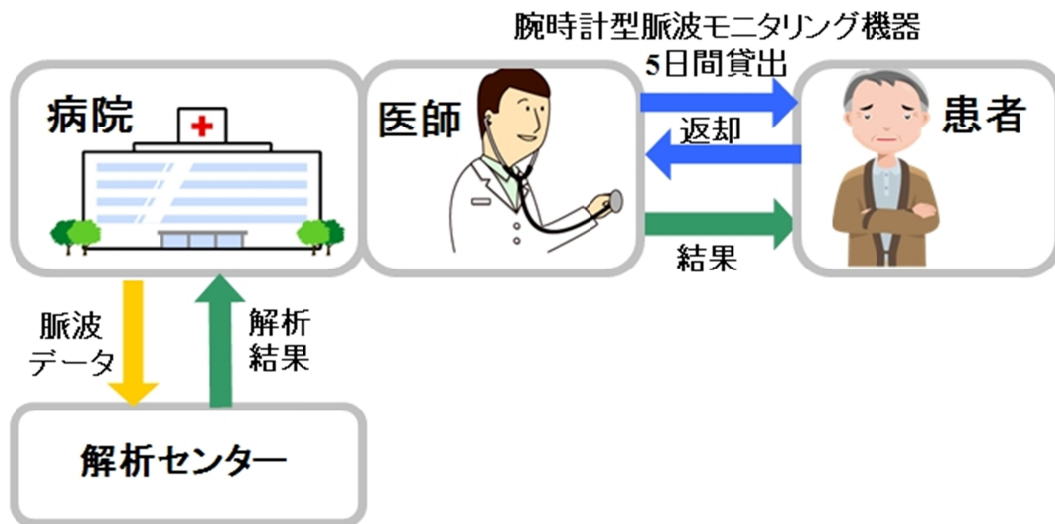 腕時計型脈波モニタリング機器
5日間貸出
病院
医師
返却
患者
結果
脈波
データ
解析
結果
解析センター